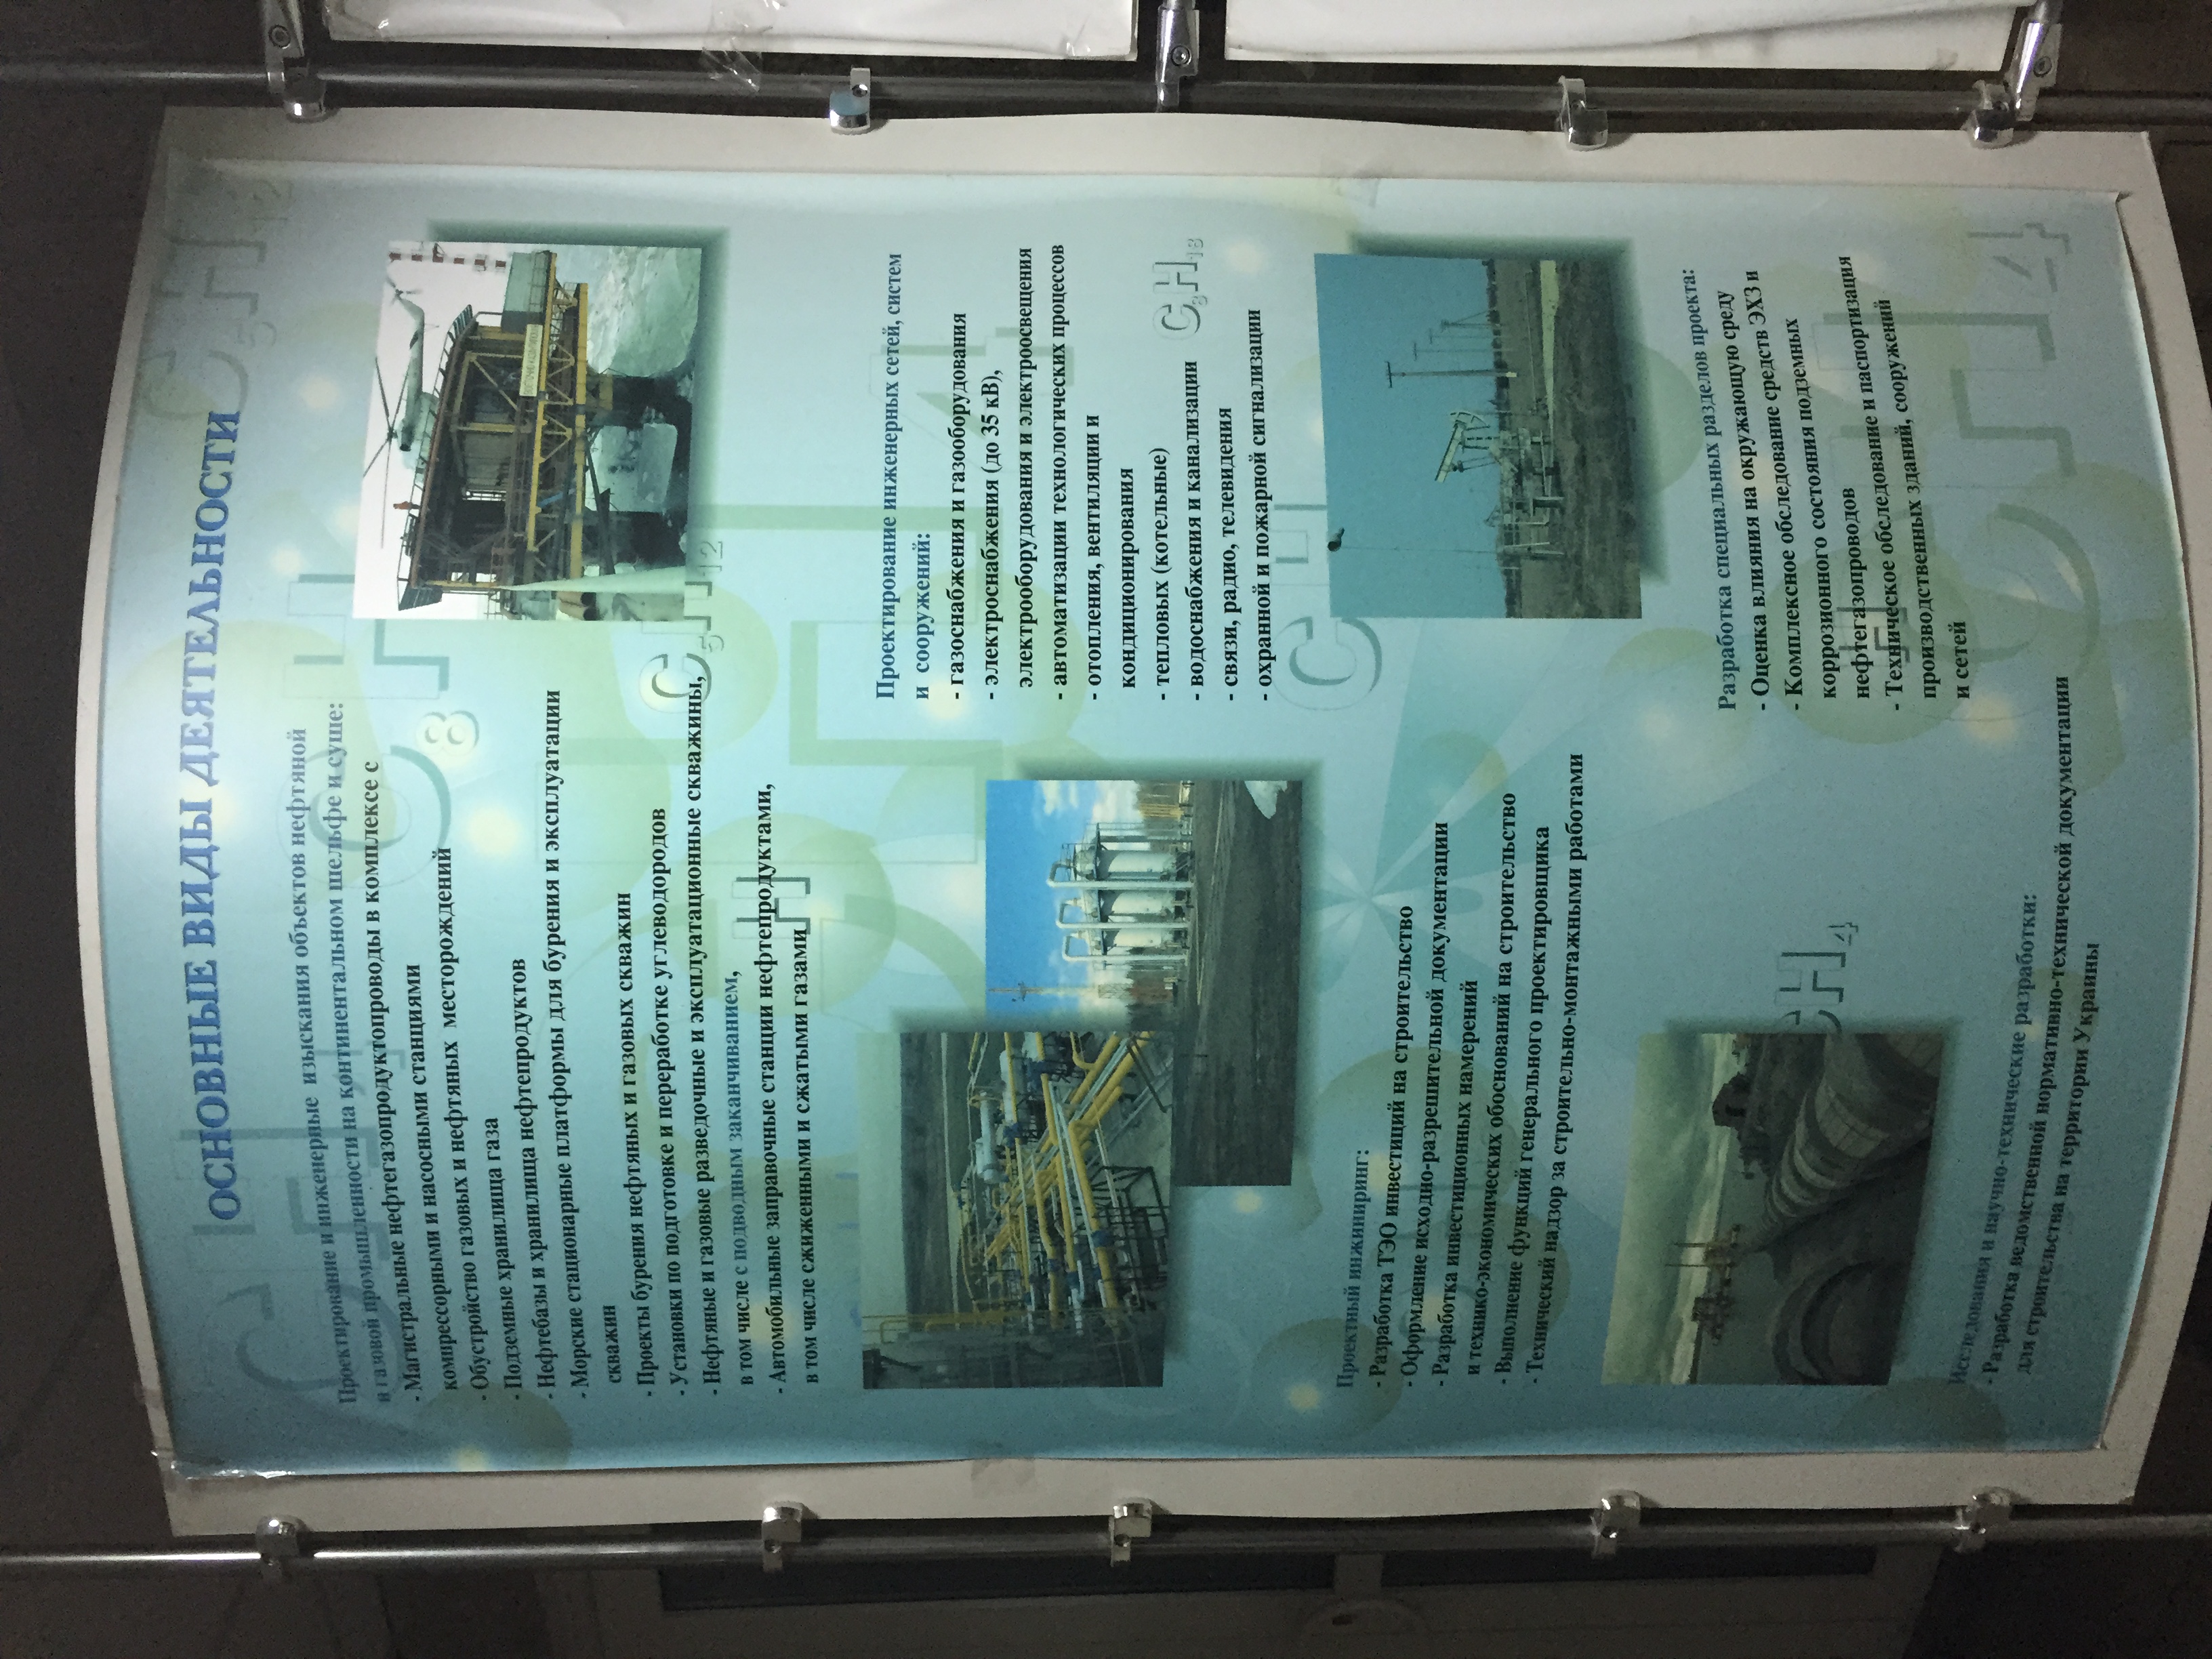 ОСНОВНЫЕ ВИДЫ ДЕЯТЕЛЬНОСТИ
Проектирование и инженерные изыскания объектов нефтяной
и газовой промышленности на континентальном шельфе и суше:
- Магистральные нефтегазопродуктопроводы в комплексе с
компрессорными и насосными станциями
- Обустройство газовых и нефтяных месторождений
- Подземные хранилища газа
- Нефтебазы и хранилища нефтепродуктов
- Морские стационарные платформы для бурения и эксплуатации
скважин
- Проекты бурения нефтяных и газовых скважин
- Установки по подготовке и переработке углеводородов
- Нефтяные и газовые разведочные и эксплуатационные скважины,
в том числе с подводным заканчиванием,
- Автомобильные заправочные станции нефтепродуктами,
в том числе сжиженными и сжатыми газами
Проектирование инженерных сетей, систем
и сооружений:
- газоснабжения и газооборудования
- электроснабжения (до 35 кВ),
электрооборудования и электроосвещения
- автоматизации технологических процессов
- отопления, вентиляции и
кондиционирования
- тепловых (котельные)
- водоснабжения и канализации
- связи, радио, телевидения
- охранной и пожарной сигнализации
Проектный инжиниринг:
- Разработка ТЭО инвестиций на строительство
- Оформление исходно-разрешительной документации
- Разработка инвестиционных намерений
и технико-экономических обоснований на строительство
- Выполнение функций генерального проектировщика
- Технический надзор за строительно-монтажными работами
Разработка специальных разделов проекта:
- Оценка влияния на окружающую среду
- Комплексное обследование средств ЭХЗ и
коррозионного состояния подземных
нефтегазопроводов
- Техническое обследование и паспортизация
производственных зданий, сооружений
и сетей
Исследования и научно-технические разработки:
- Разработка ведомственной нормативно-технической документации
для строительства на территории Украины
C5H12
C8H18
CH4
CH4